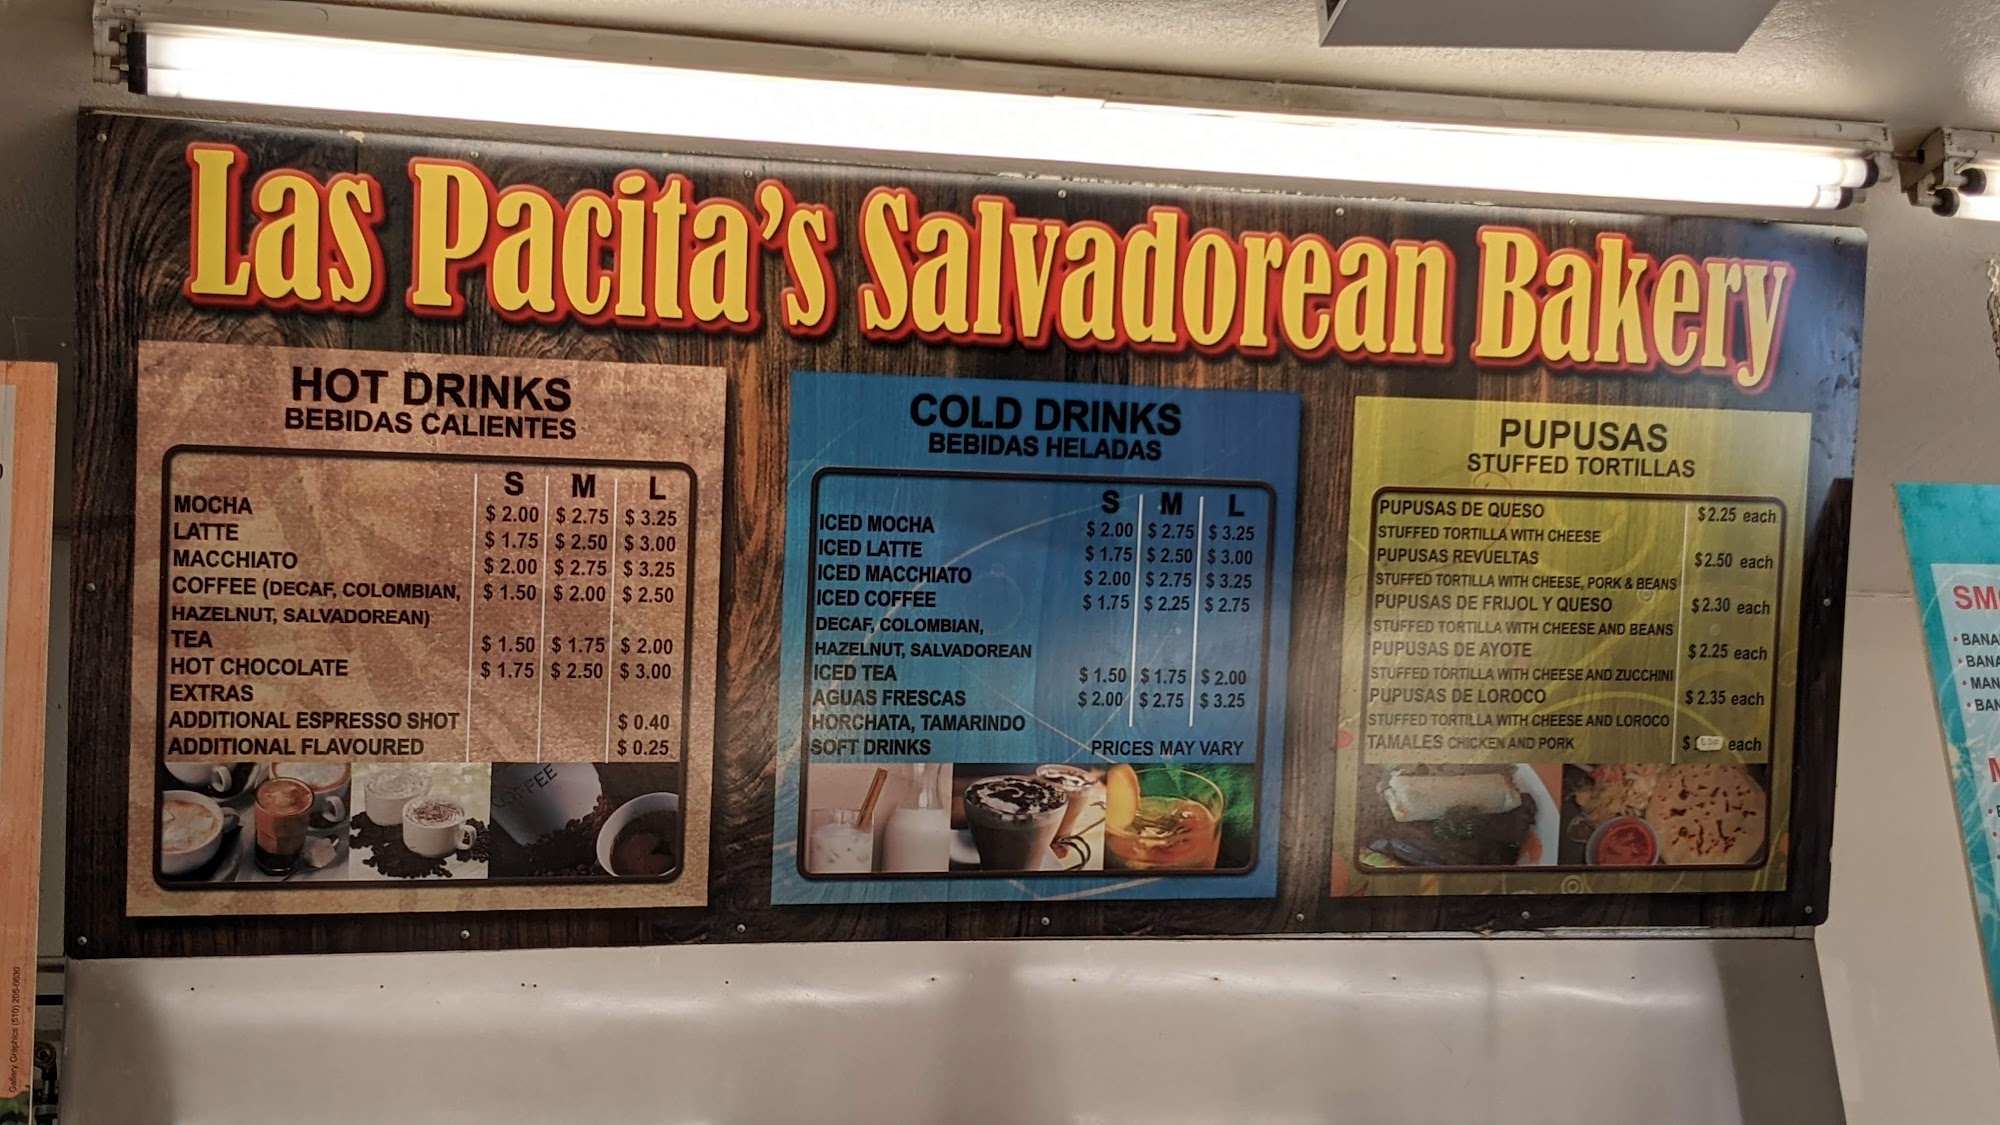 Las Pacita's Salvadorean Bakery
HOT DRINKS
BEBIDAS CALIENTES
S M L
MOCHA $ 2.00 $ 2.75 $ 3.25
LATTE $ 1.75 $ 2.50 $ 3.00
MACCHIATO $ 2.00 $ 2.75 $ 3.25
COFFEE (DECAF, COLOMBIAN, $ 1.50 $ 2.00 $ 2.50
HAZELNUT, SALVADOREAN)
TEA $ 1.50 $ 1.75 $ 2.00
HOT CHOCOLATE $ 1.75 $ 2.50 $ 3.00
EXTRAS
ADDITIONAL ESPRESSO SHOT $ 0.40
ADDITIONAL FLAVOURED $ 0.25
COFFEE
COLD DRINKS
BEBIDAS HELADAS
S M L
ICED MOCHA $ 2.00 $ 2.75 $ 3.25
ICED LATTE $ 1.75 $ 2.50 $ 3.00
ICED MACCHIATO $ 2.00 $ 2.75 $ 3.25
ICED COFFEE $ 1.75 $ 2.25 $ 2.75
DECAF, COLOMBIAN,
HAZELNUT, SALVADOREAN
ICED TEA $ 1.50 $ 1.75 $ 2.00
AGUAS FRESCAS $ 2.00 $ 2.75 $ 3.25
HORCHATA, TAMARINDO
SOFT DRINKS PRICES MAY VARY
PUPUSAS
STUFFED TORTILLAS
PUPUSAS DE QUESO $2.25 each
STUFFED TORTILLA WITH CHEESE
PUPUSAS REVUELTAS $2.50 each
STUFFED TORTILLA WITH CHEESE, PORK & BEANS
PUPUSAS DE FRIJOL Y QUESO $2.30 each
STUFFED TORTILLA WITH CHEESE AND BEANS
PUPUSAS DE AYOTE $2.25 each
STUFFED TORTILLA WITH CHEESE AND ZUCCHINI
PUPUSAS DE LOROCO $2.35 each
STUFFED TORTILLA WITH CHEESE AND LOROCO
TAMALES CHICKEN AND PORK $ each
Gallery Graphics (510) 205-0630
SM
• BANA
• BANA
• MAN
• BAN